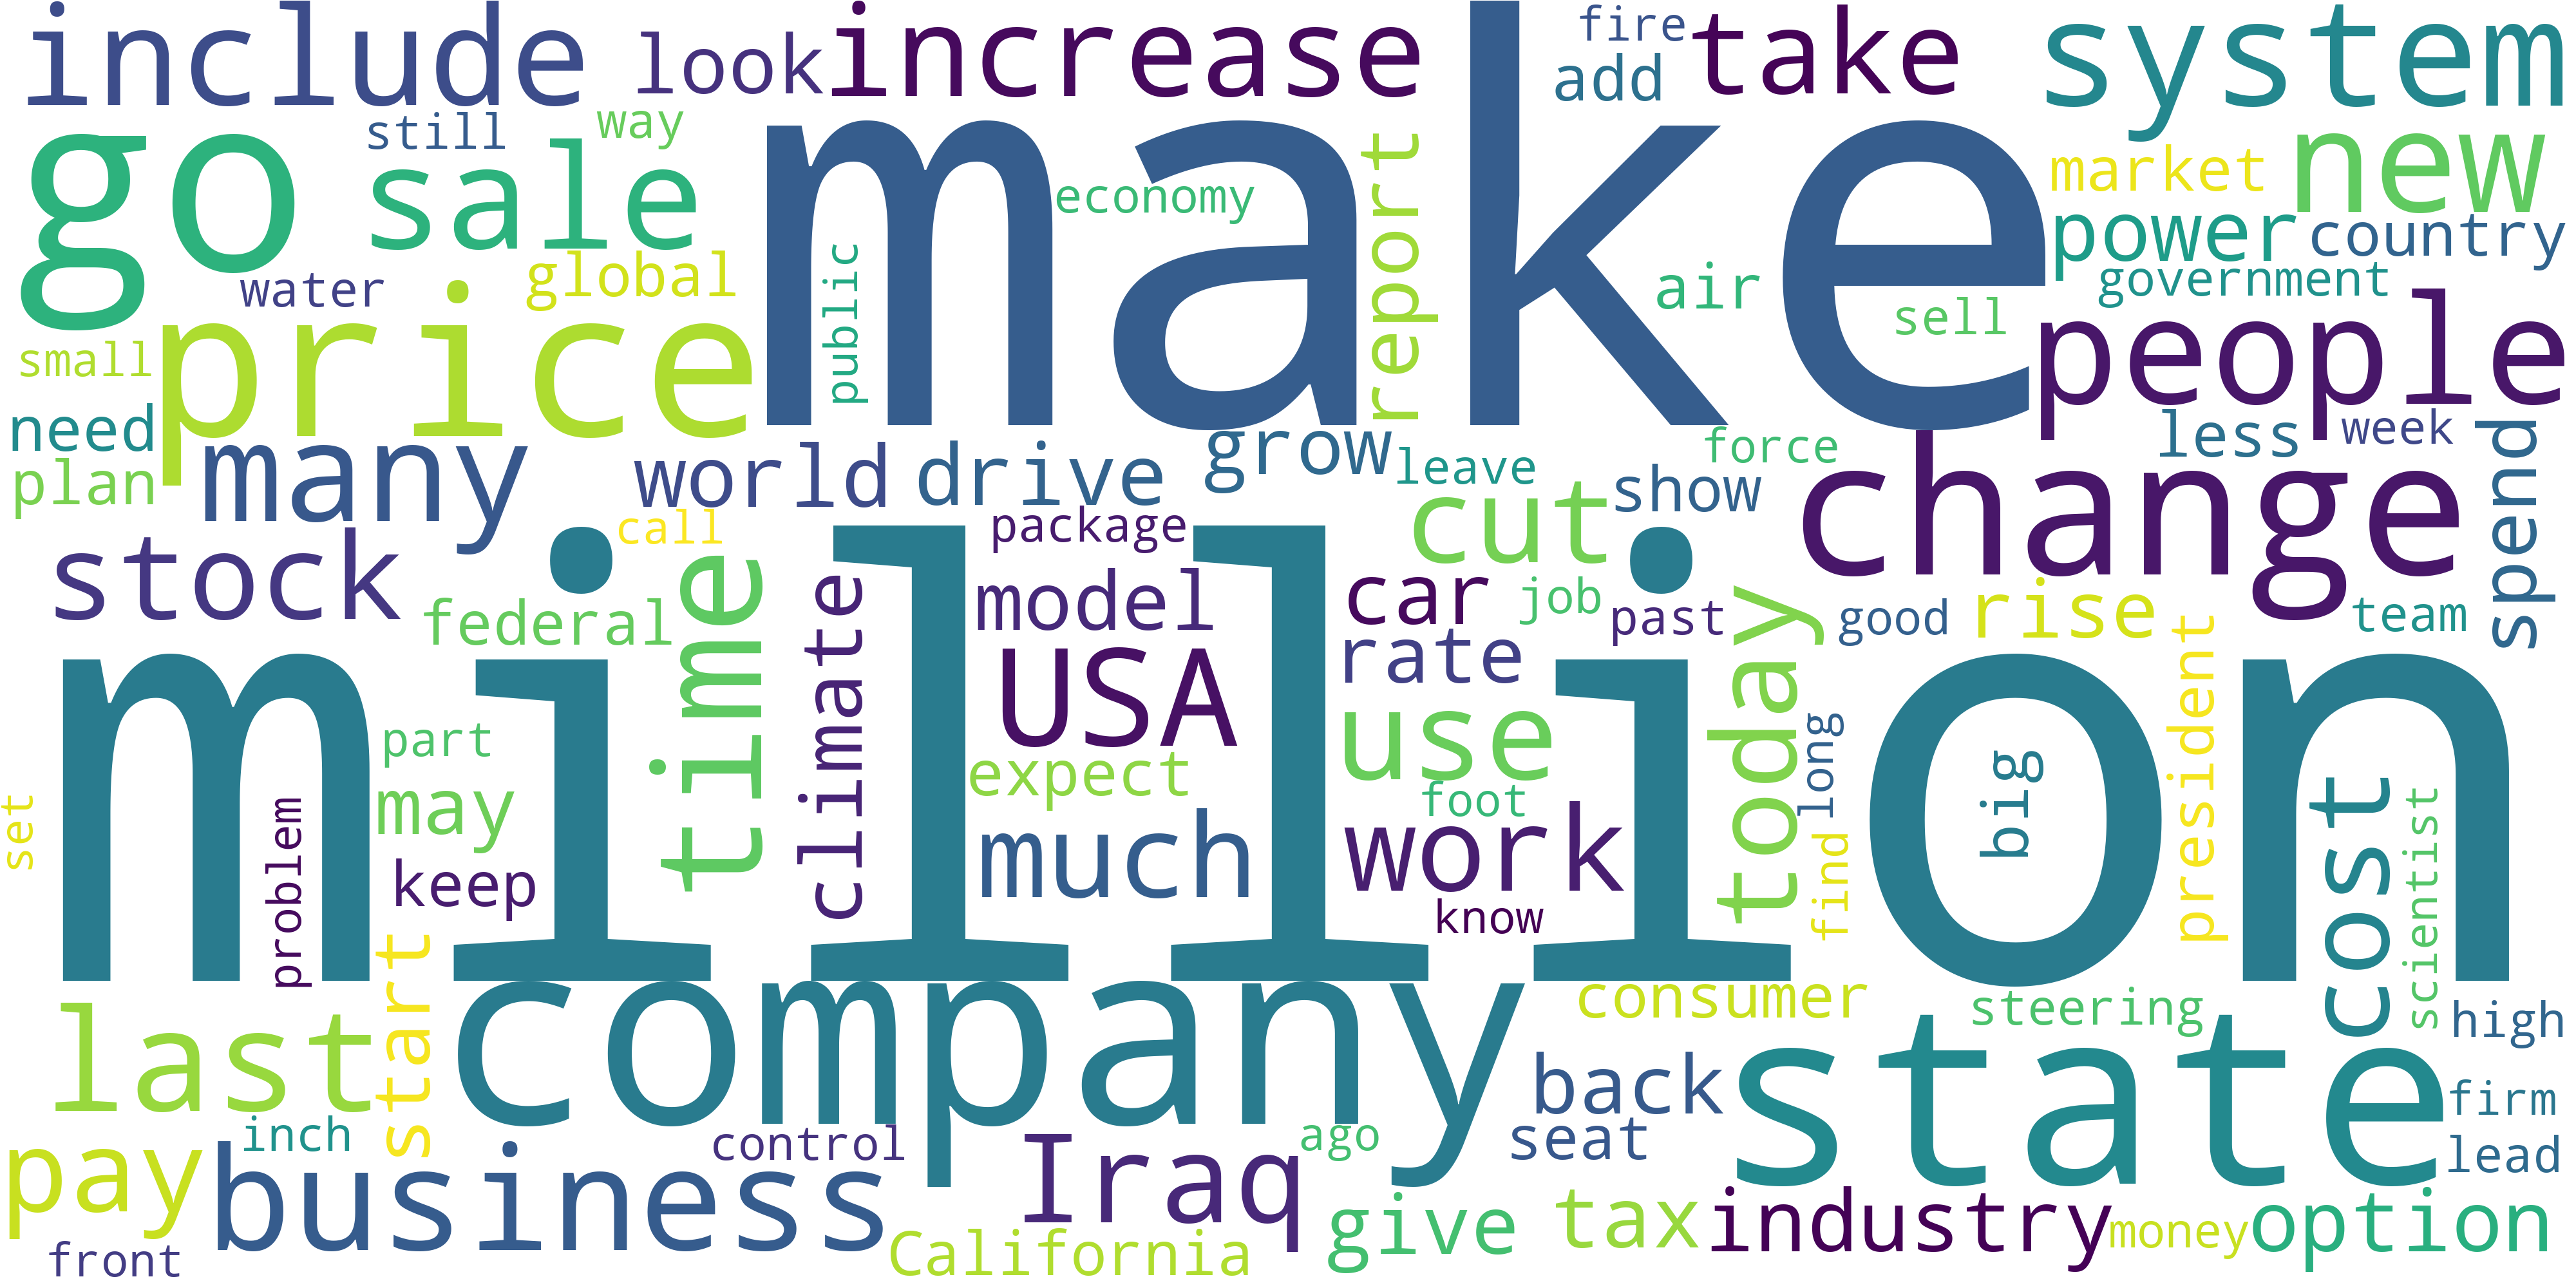 include
look
increase
fire
add
take
system
go
still
way
sale
make
economy
report
market
new
power
country
water
global
public
air
sell
government
small
price
people
need
plan
many
world
drive
grow
leave
force
show
less
week
spend
change
cut
stock
call
package
million
time
climate
model
car
job
past
good
rise
team
federal
USA
rate
today
president
part
expect
use
foot
long
big
cost
set
problem
may
keep
much
work
know
find
scientist
last
start
company
consumer
steering
high
state
back
seat
firm
lead
pay
inch
business
control
Iraq
ago
give
tax
industry
money
option
front
California